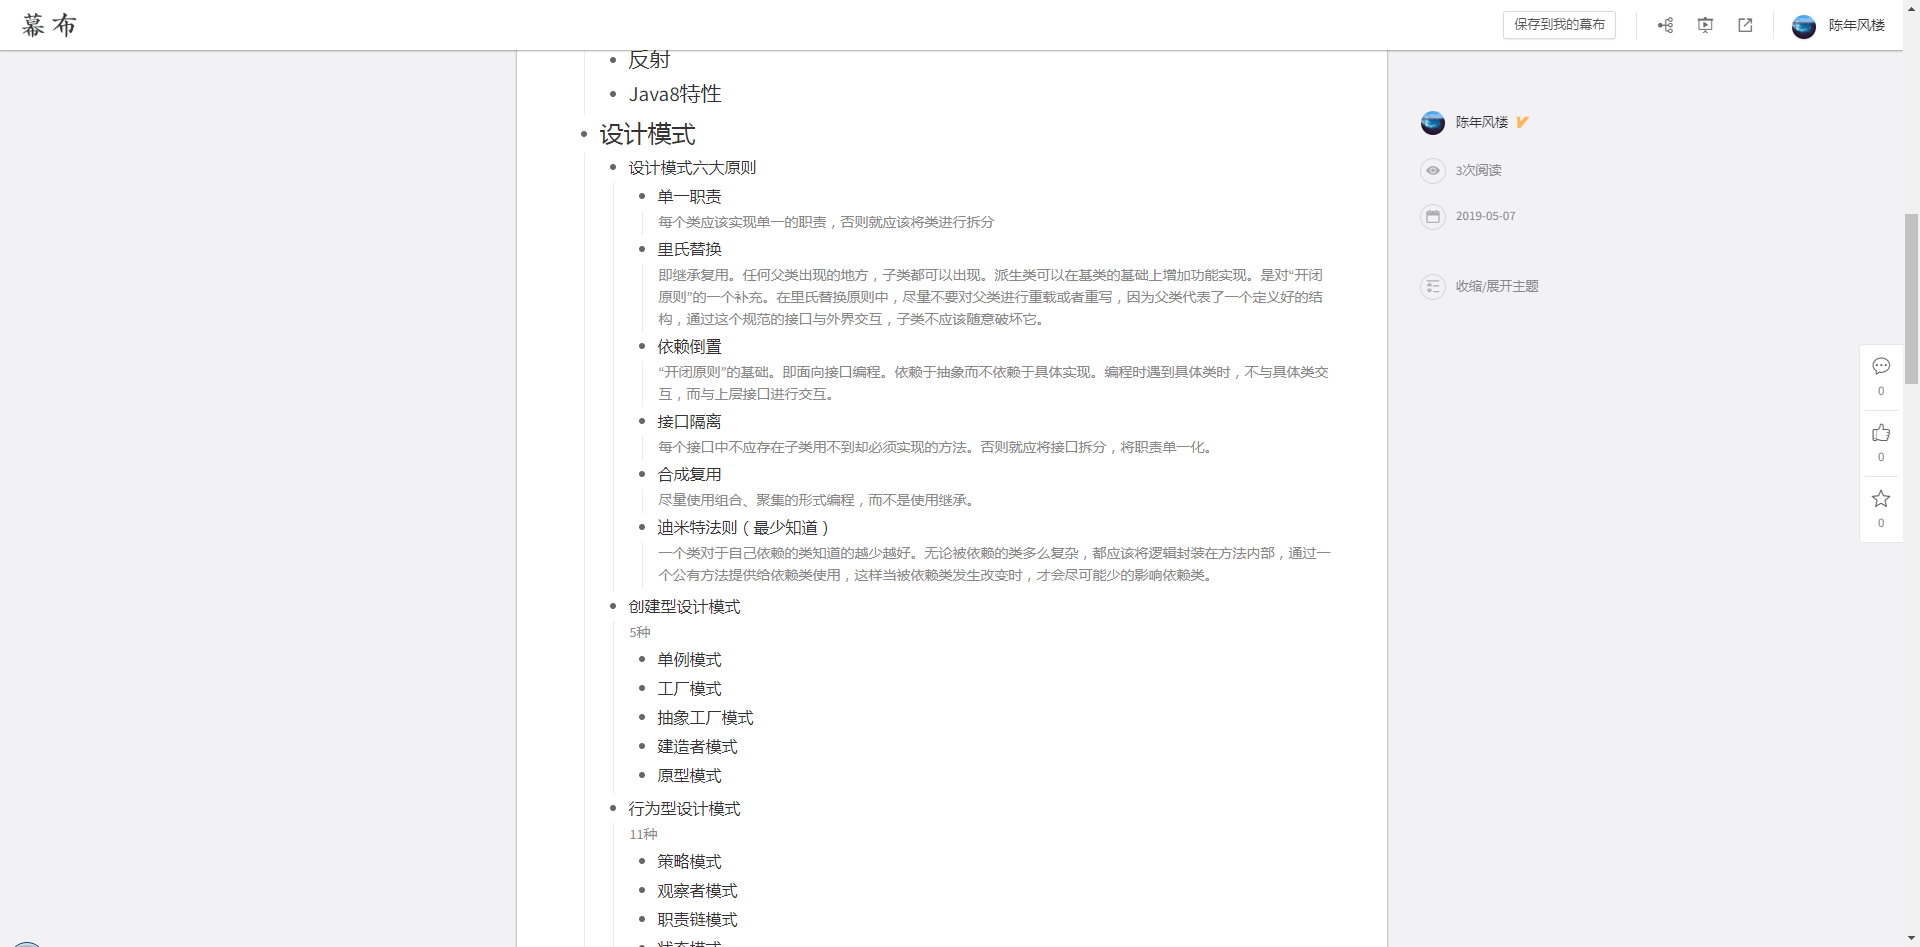 幕布
保存到我的幕布
陈年风楼
反射
Java8特性
设计模式
设计模式六大原则
单一职责
每个类应该实现单一的职责，否则就应该将类进行拆分
里氏替换
即继承复用。任何父类出现的地方，子类都可以出现。派生类可以在基类的基础上增加功能实现。是对“开闭
原则”的一个补充。在里氏替换原则中，尽量不要对父类进行重载或者重写，因为父类代表了一个定义好的结
构，通过这个规范的接口与外界交互，子类不应该随意破坏它。
依赖倒置
“开闭原则”的基础。即面向接口编程。依赖于抽象而不依赖于具体实现。编程时遇到具体类时，不与具体类交
互，而与上层接口进行交互。
接口隔离
每个接口中不应存在子类用不到却必须实现的方法。否则就应将接口拆分，将职责单一化。
合成复用
尽量使用组合、聚集的形式编程，而不是使用继承。
迪米特法则（最少知道）
一个类对于自己依赖的类知道的越少越好。无论被依赖的类多么复杂，都应该将逻辑封装在方法内部，通过一
个公有方法提供给依赖类使用，这样当被依赖类发生改变时，才会尽可能少的影响依赖类。
创建型设计模式
5种
单例模式
工厂模式
抽象工厂模式
建造者模式
原型模式
行为型设计模式
11种
策略模式
观察者模式
职责链模式
状态模式
陈年风楼
3次阅读
2019-05-07
收缩/展开主题
0
0
0